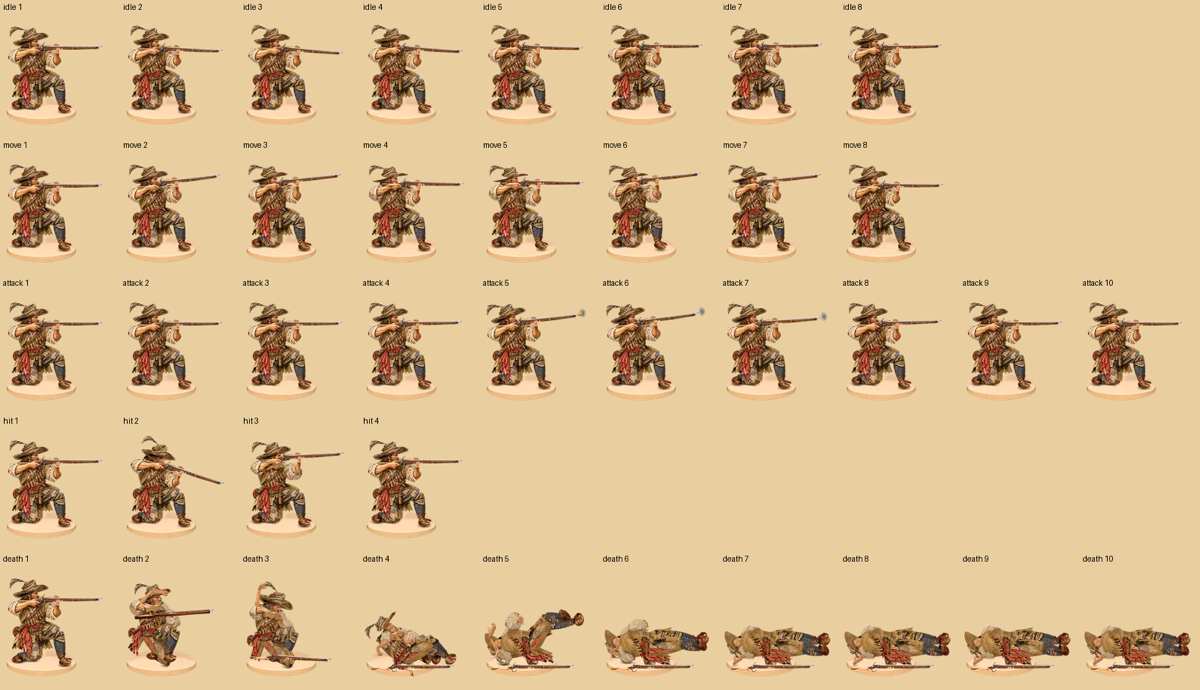 idle 1 idle 2 idle 3 idle 4 idle 5 idle 6 idle 7 idle 8
move 1 move 2 move 3 move 4 move 5 move 6 move 7 move 8
attack 1 attack 2 attack 3 attack 4 attack 5 attack 6 attack 7 attack 8 attack 9 attack 10
hit 1 hit 2 hit 3 hit 4
death 1 death 2 death 3 death 4 death 5 death 6 death 7 death 8 death 9 death 10